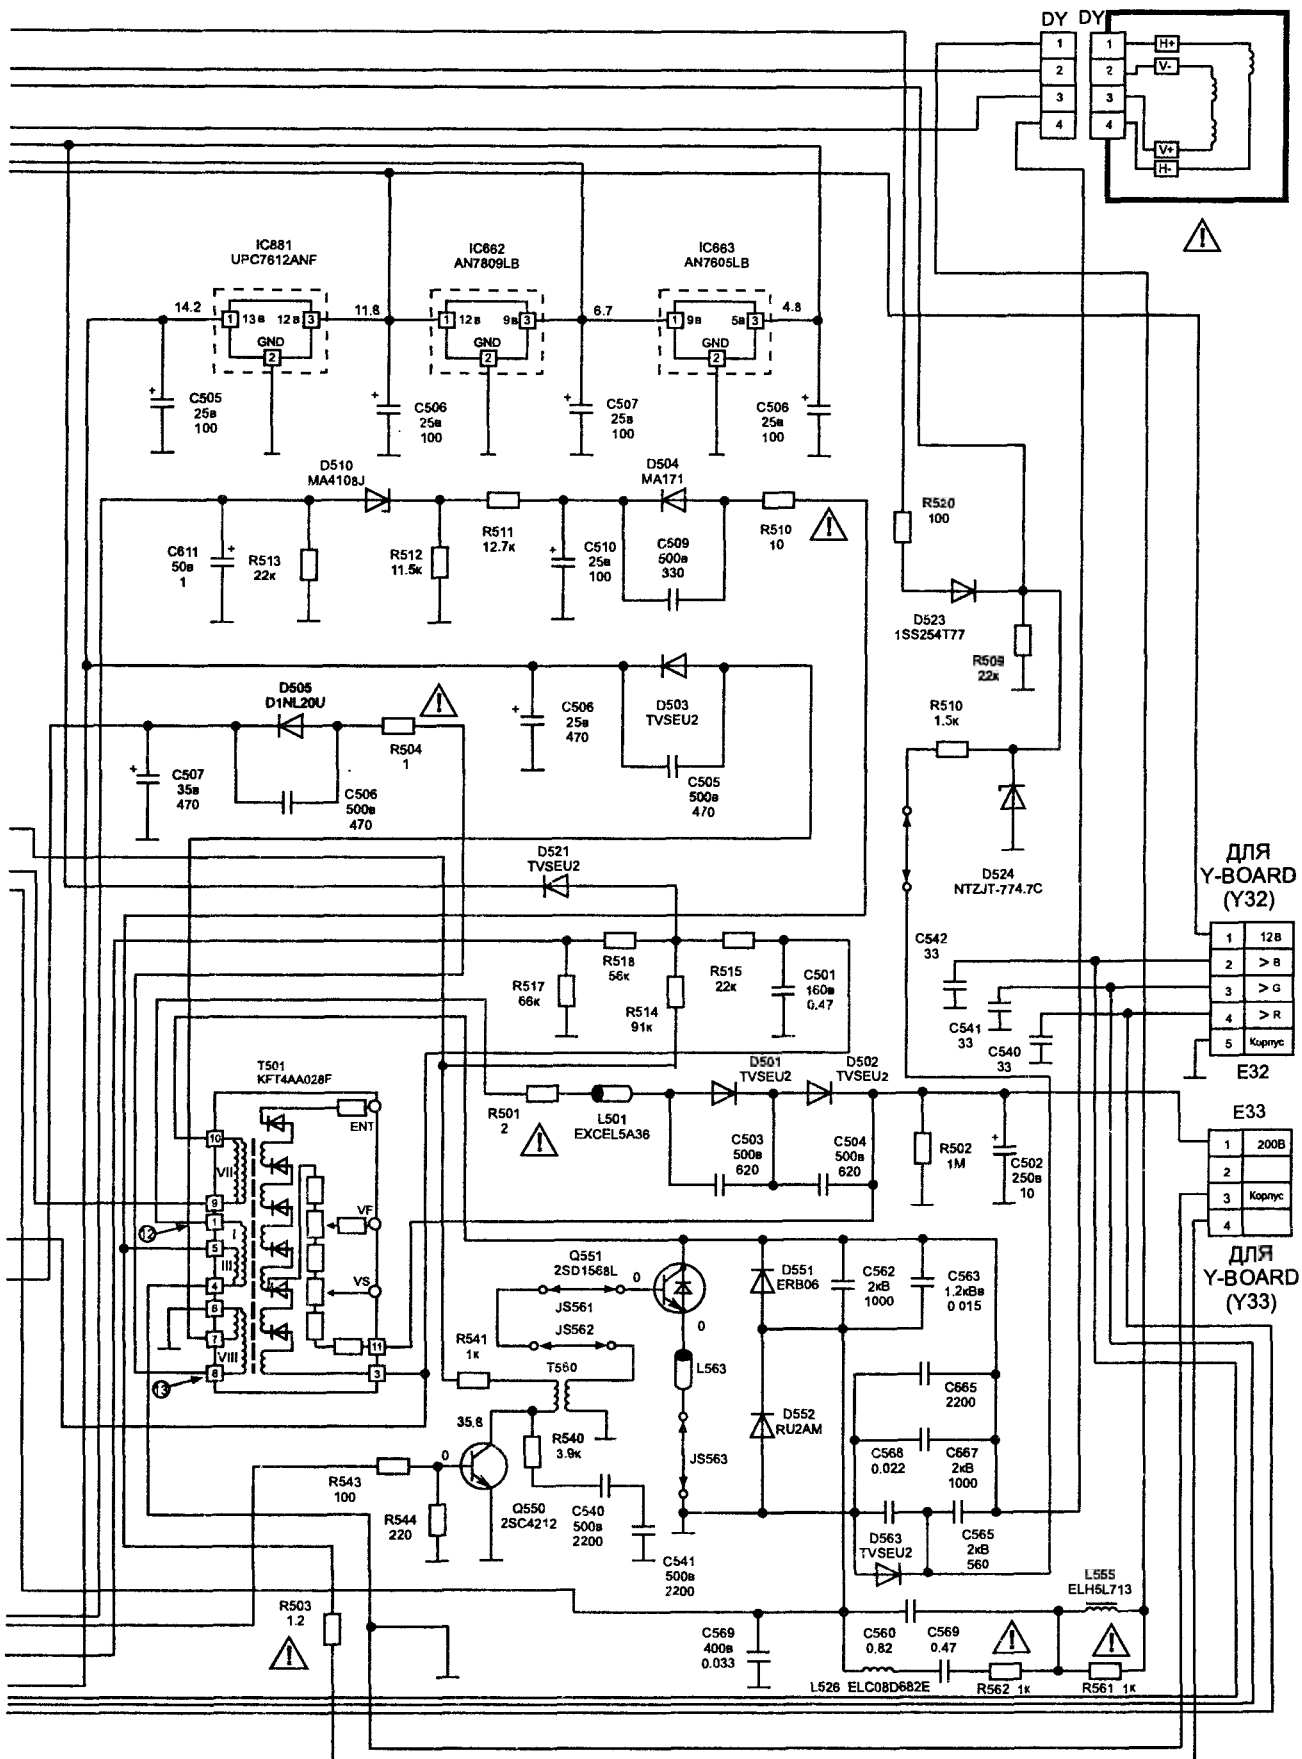 DY DY
1
2
3
4
1
2
3
4
H+
V-
V+
H-
IC881
UPC7612ANF
IC662
AN7809LB
IC663
AN7605LB
14.2
1 13в 12в 3
GND
2
11.8
1 12в 9в 3
GND
2
6.7
1 9в 5в 3
GND
2
4.8
+ C505
25в
100
+ C506
25в
100
+ C507
25в
100
C506 +
25в
100
D510
MA4108J
D504
MA171
R511
12.7к
R510
10
C611 +
50в
1
R513
22к
R512
11.5к
+ C510
25в
100
C509
500в
330
R520
100
D523
1SS254T77
R509
22к
D505
D1NL20U
R504
1
+ C506
25в
470
D503
TVSEU2
C505
500в
470
+ C507
35в
470
C506
500в
470
R510
1.5к
D524
NTZJT-774.7C
D521
TVSEU2
ДЛЯ
Y-BOARD
(Y32)
1 12В
2 > B
3 > G
4 > R
5 Корпус
E32
C542
33
C541
33
C540
33
R518
56к
R517
66к
R514
91к
R515
22к
C501
160в
0.47
T501
KFT4AA028F
R501
2
L501
EXCEL5A36
D501
TVSEU2
D502
TVSEU2
C503
500в
620
C504
500в
620
R502
1М
+ C502
250в
10
E33
1 200В
2
3 Корпус
4
ДЛЯ
Y-BOARD
(Y33)
ENT
VF
VS
10
VII
9
1
I
5
III
4
6
7
VIII
8
11
3
12
13
Q551
2SD1568L
0
0
JS561
JS562
T560
R541
1к
L563
JS563
D551
ERB06
C562
2кВ
1000
C563
1.2кВв
0 015
D552
RU2AM
C665
2200
C568
0.022
C667
2кВ
1000
D563
TVSEU2
C565
2кВ
560
35.8
0
R540
3.9к
R543
100
R544
220
Q550
2SC4212
C540
500в
2200
C541
500в
2200
R503
1.2
L555
ELH5L713
C569
400в
0.033
C560
0.82
C569
0.47
L526 ELC08D682E
R562 1к
R561 1к